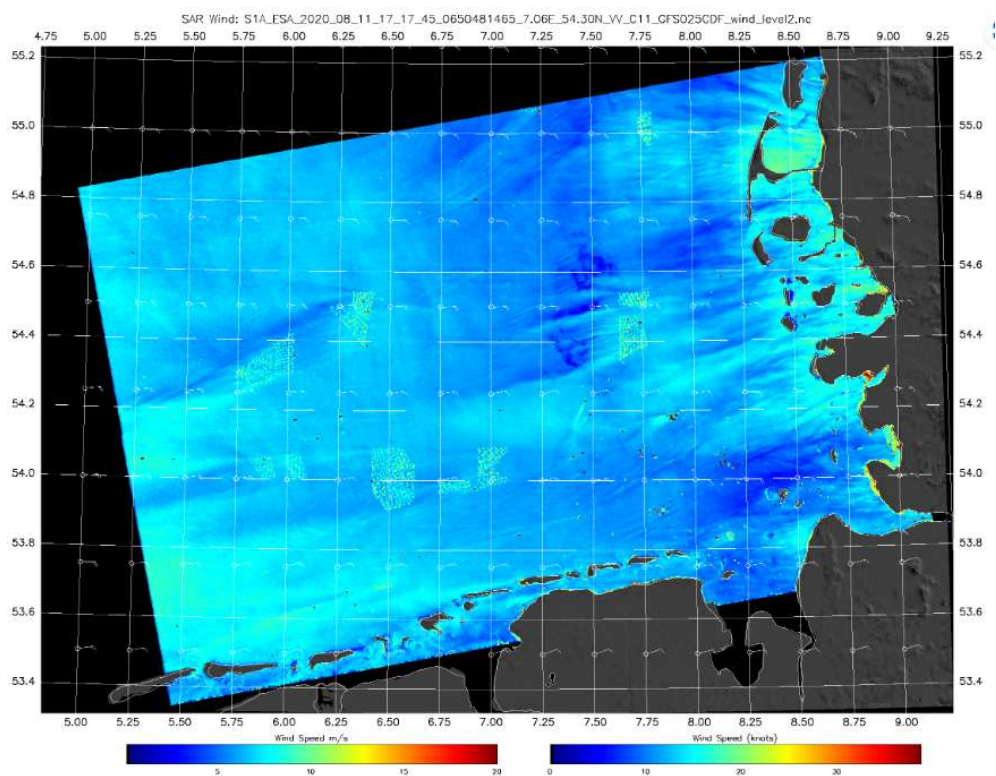 SAR Wind: S1A_ESA_2020_08_11_17_17_45_0650481465_7.06E_54.30N_VV_C11_GFS025CDF_wind_level2.nc
4.75 5.00 5.25 5.50 5.75 6.00 6.25 6.50 6.75 7.00 7.25 7.50 7.75 8.00 8.25 8.50 8.75 9.00 9.25
55.2 55.2
55.0 55.0
54.8 54.8
54.6 54.6
54.4 54.4
54.2 54.2
54.0 54.0
53.8 53.8
53.6 53.6
53.4 53.4
5.00 5.25 5.50 5.75 6.00 6.25 6.50 6.75 7.00 7.25 7.50 7.75 8.00 8.25 8.50 8.75 9.00
Wind Speed m/s Wind Speed (knots)
5 10 15 20 0 10 20 30